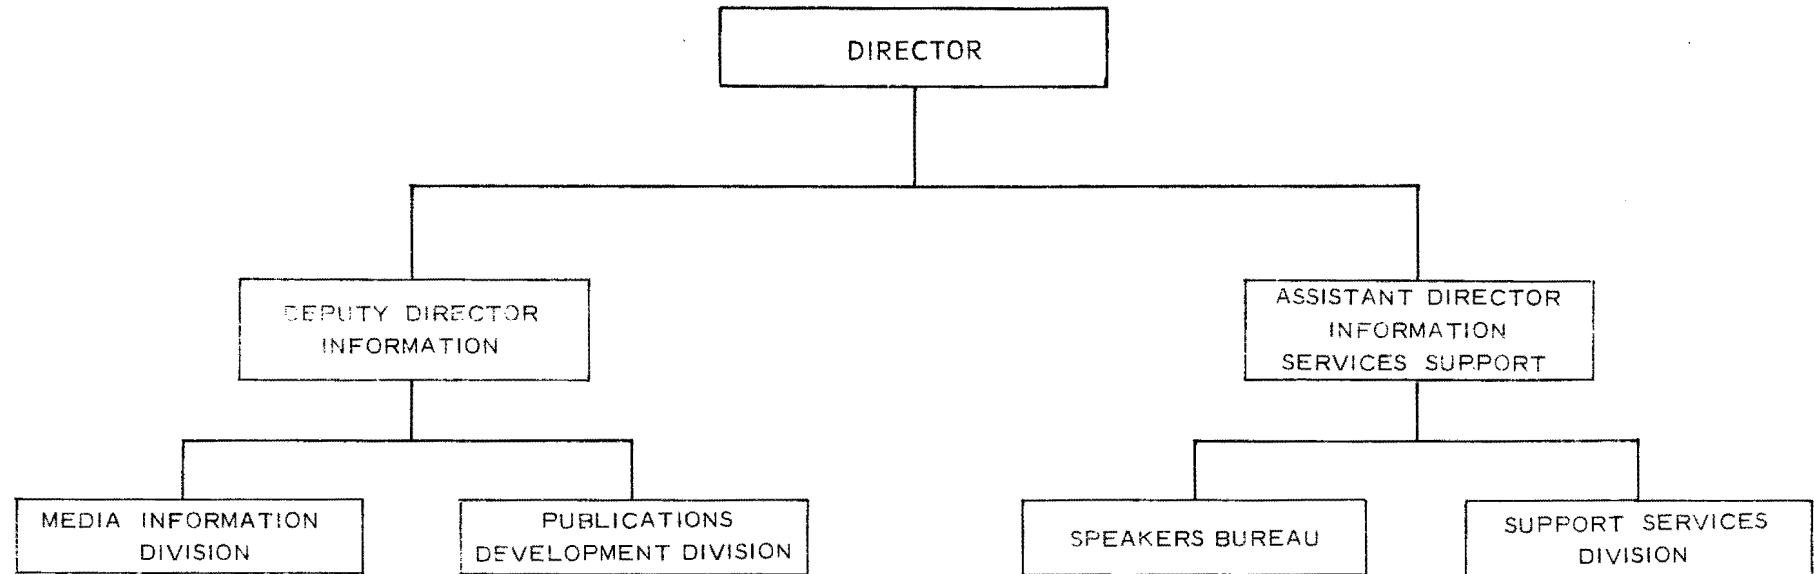 DIRECTOR
DEPUTY DIRECTOR
INFORMATION
ASSISTANT DIRECTOR
INFORMATION
SERVICES SUPPORT
MEDIA INFORMATION
DIVISION
PUBLICATIONS
DEVELOPMENT DIVISION
SPEAKERS BUREAU
SUPPORT SERVICES
DIVISION